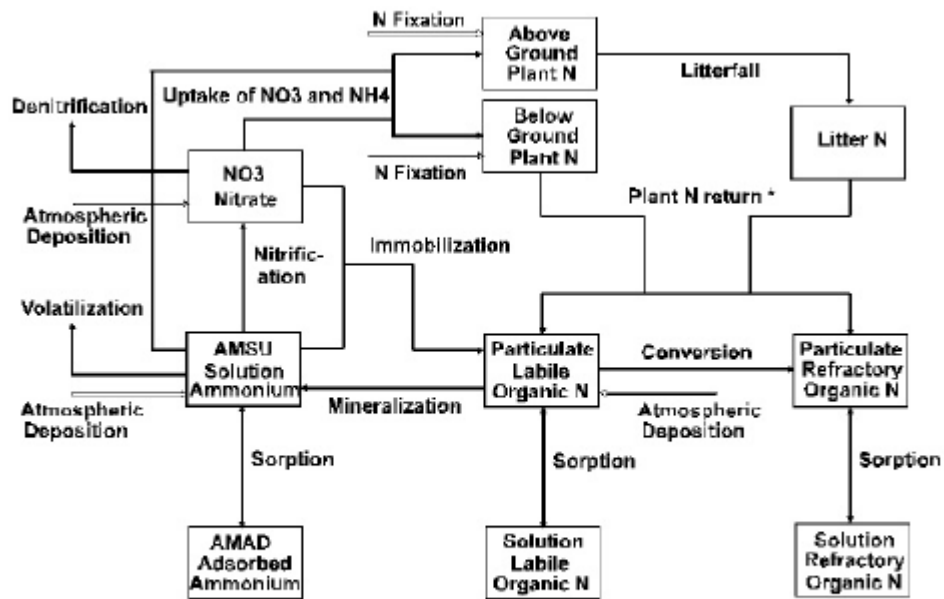 N Fixation
Above
Ground
Plant N
Litterfall
Uptake of NO3 and NH4
Denitrification
Below
Ground
Plant N
Litter N
NO3
Nitrate
N Fixation
Plant N return *
Atmospheric
Deposition
Immobilization
Nitrific-
ation
Volatilization
AMSU
Solution
Ammonium
Particulate
Labile
Organic N
Conversion
Particulate
Refractory
Organic N
Atmospheric
Deposition
Mineralization
Atmospheric
Deposition
Sorption
Sorption
Sorption
AMAD
Adsorbed
Ammonium
Solution
Labile
Organic N
Solution
Refractory
Organic N